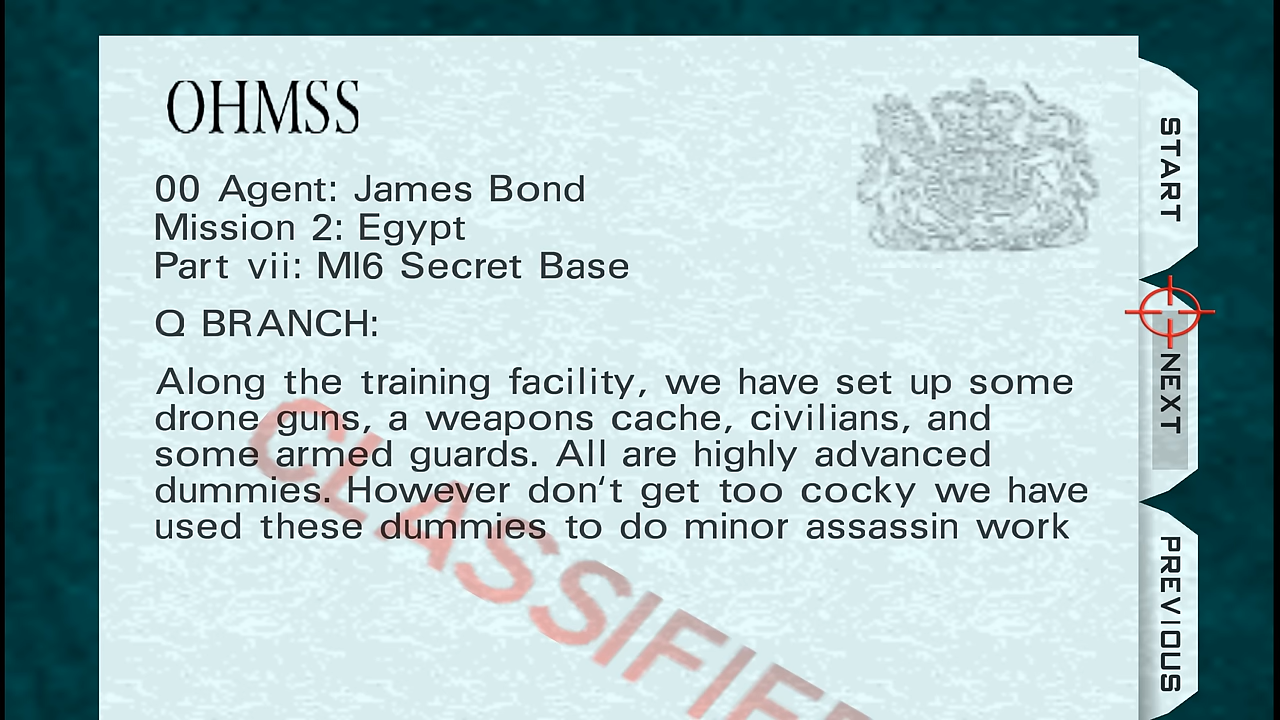 OHMSS
00 Agent: James Bond
Mission 2: Egypt
Part vii: MI6 Secret Base
Q BRANCH:
Along the training facility, we have set up some
drone guns, a weapons cache, civilians, and
some armed guards. All are highly advanced
dummies. However don't get too cocky we have
used these dummies to do minor assassin work
CLASSIFIE
START
NEXT
PREVIOUS